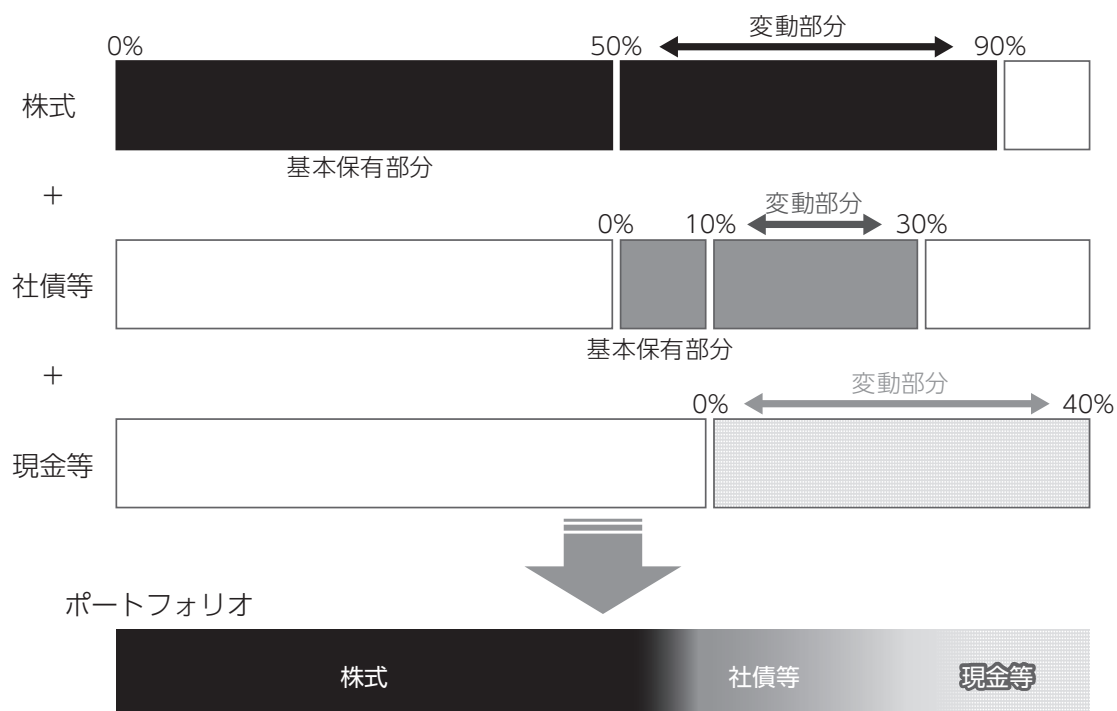 変動部分
0% 50% 90%
株式
基本保有部分
+
変動部分
0% 10% 30%
社債等
基本保有部分
+
変動部分
0% 40%
現金等
ポートフォリオ
株式 社債等 現金等